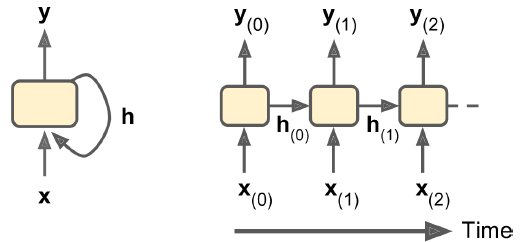 y
h
x
y(0) y(1) y(2)
h(0) h(1)
x(0) x(1) x(2)
Time